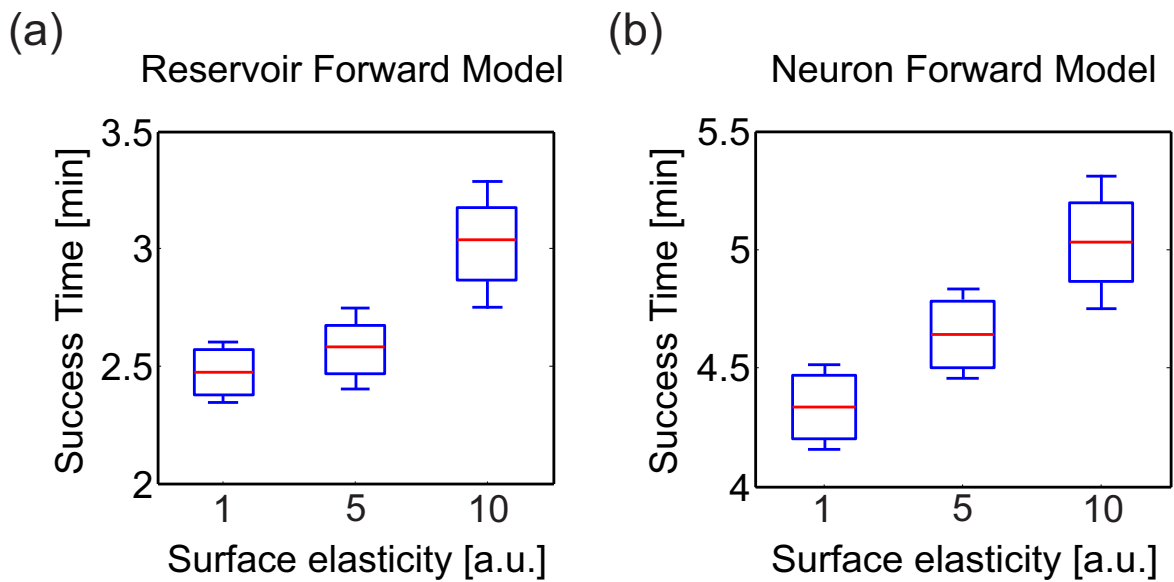 (a)
Reservoir Forward Model
3.5
3
2.5
2
Success Time [min]
1 5 10
Surface elasticity [a.u.]
(b)
Neuron Forward Model
5.5
5
4.5
4
Success Time [min]
1 5 10
Surface elasticity [a.u.]